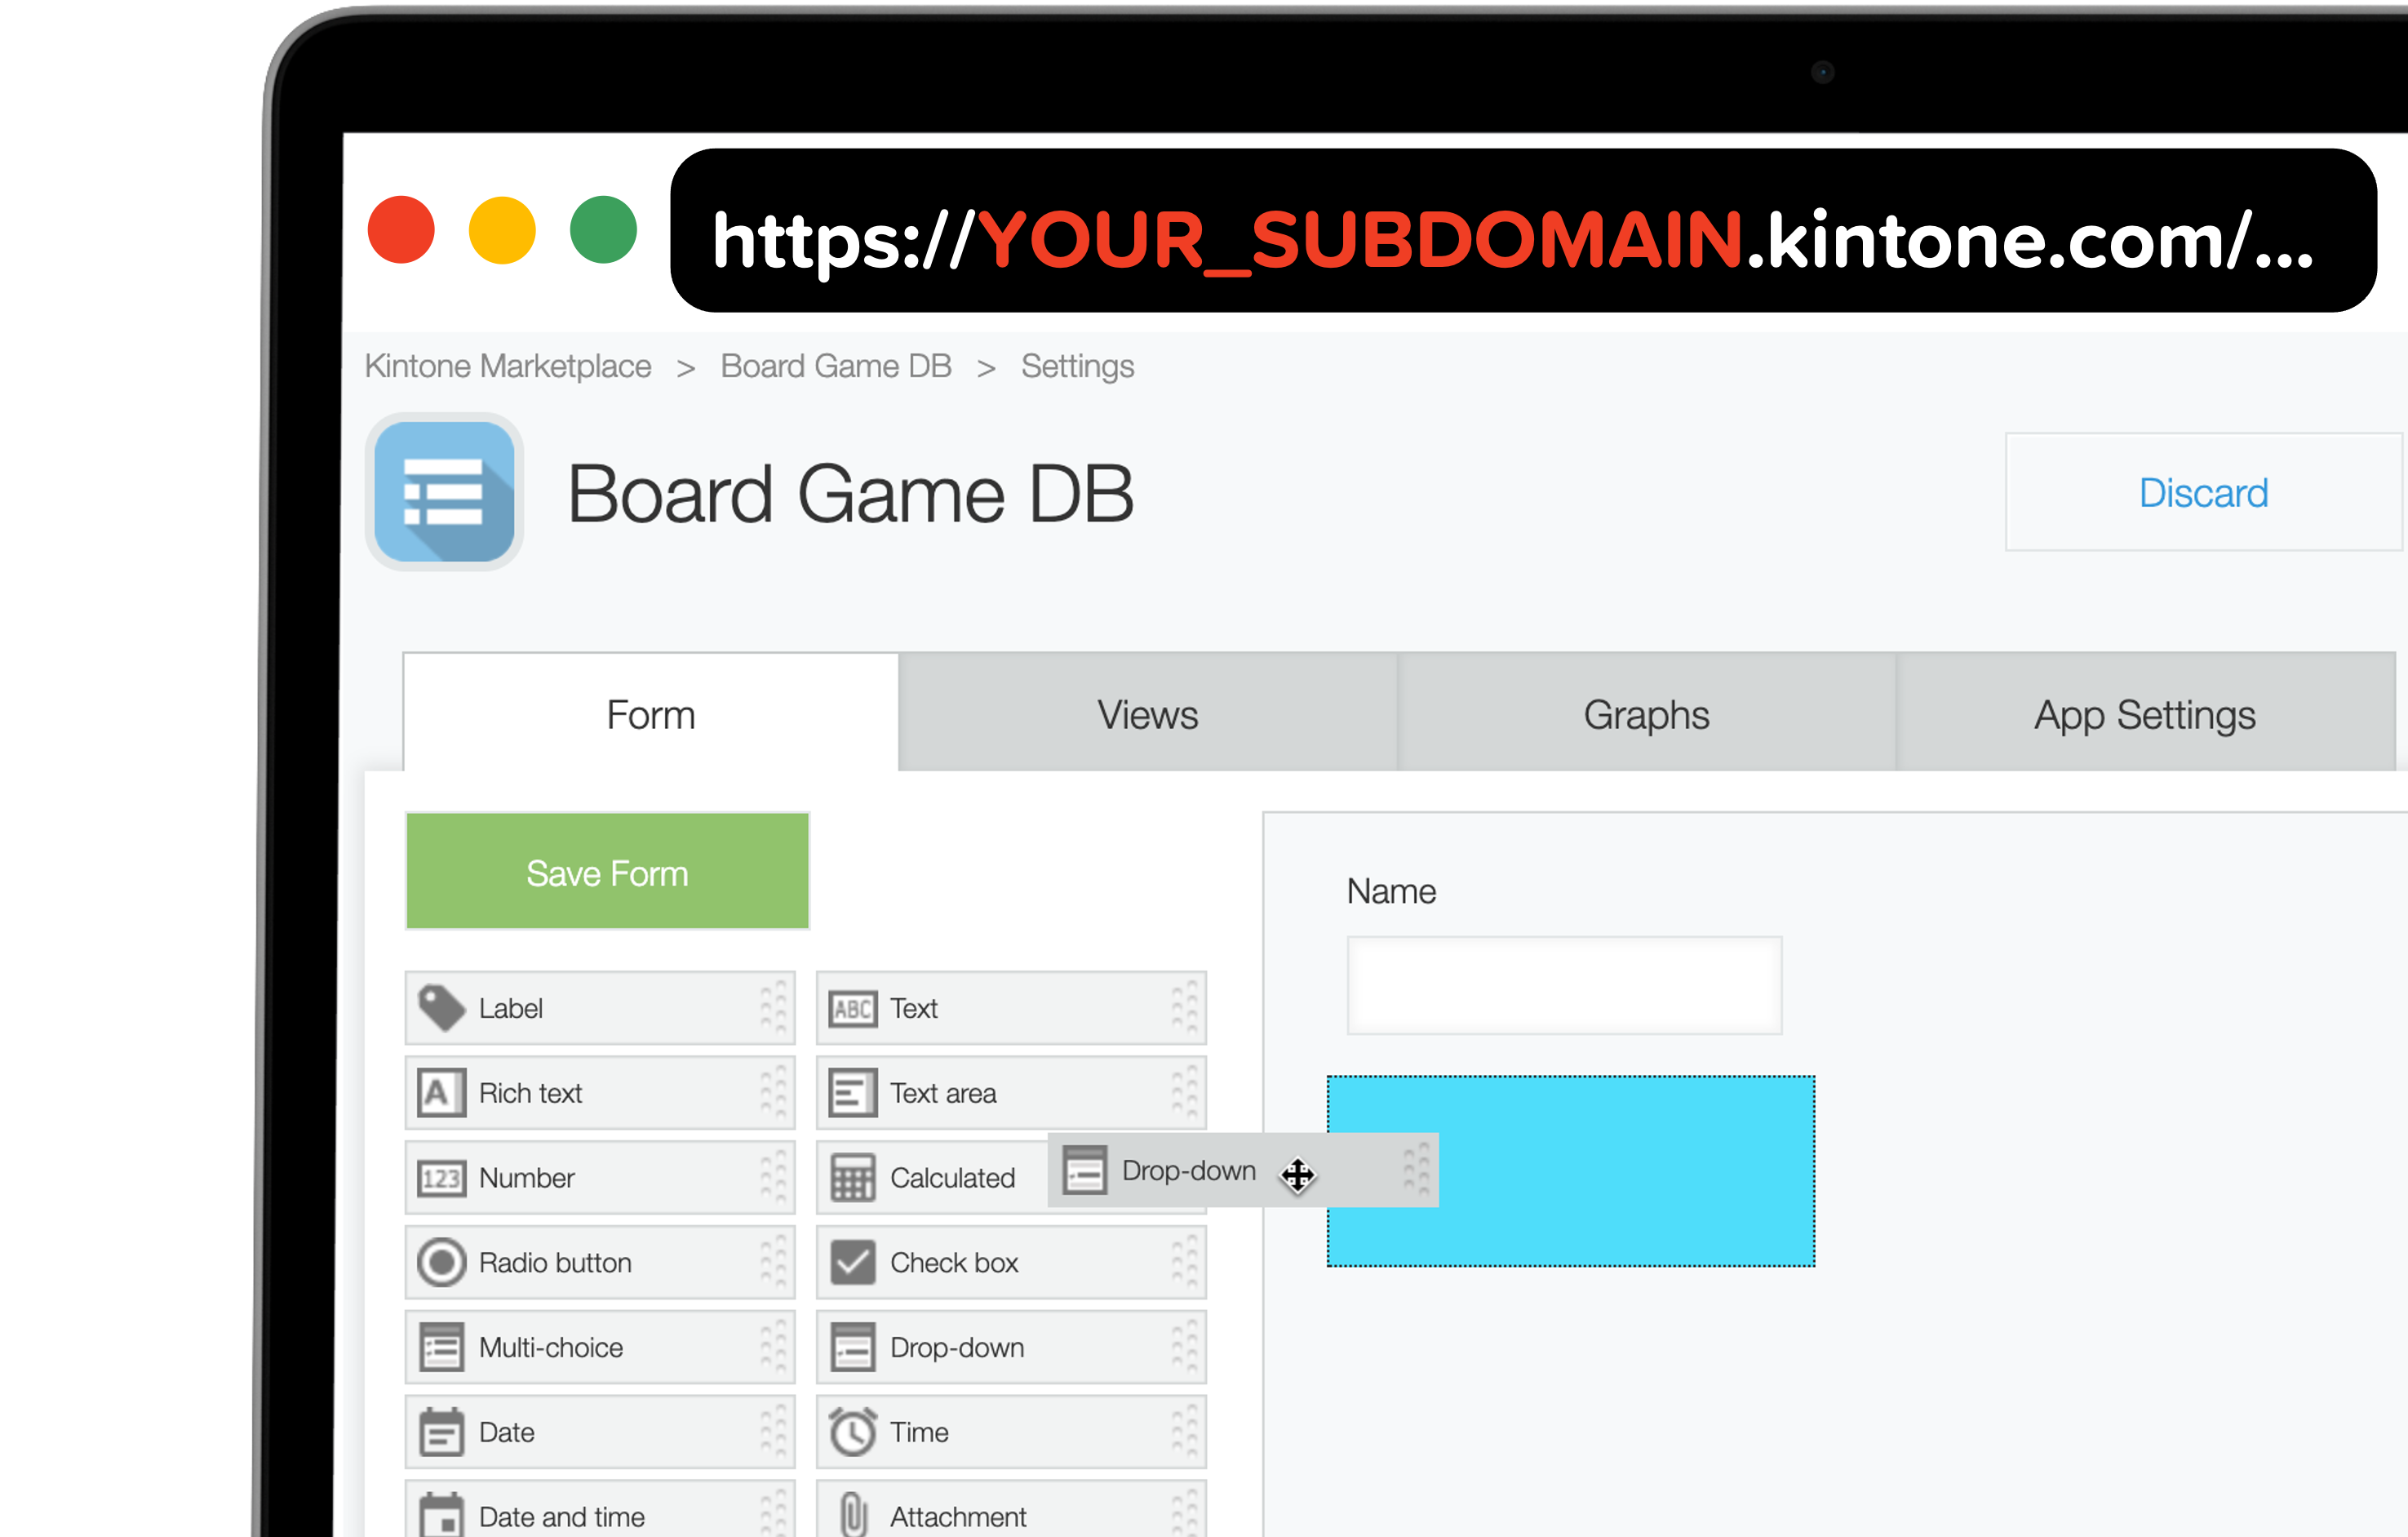 https://YOUR_SUBDOMAIN.kintone.com/...
Kintone Marketplace > Board Game DB > Settings
Board Game DB
Discard
Form
Views
Graphs
App Settings
Save Form
Name
Label
ABC Text
A Rich text
Text area
123 Number
Calculated
Drop-down
Radio button
Check box
Multi-choice
Drop-down
Date
Time
Date and time
Attachment